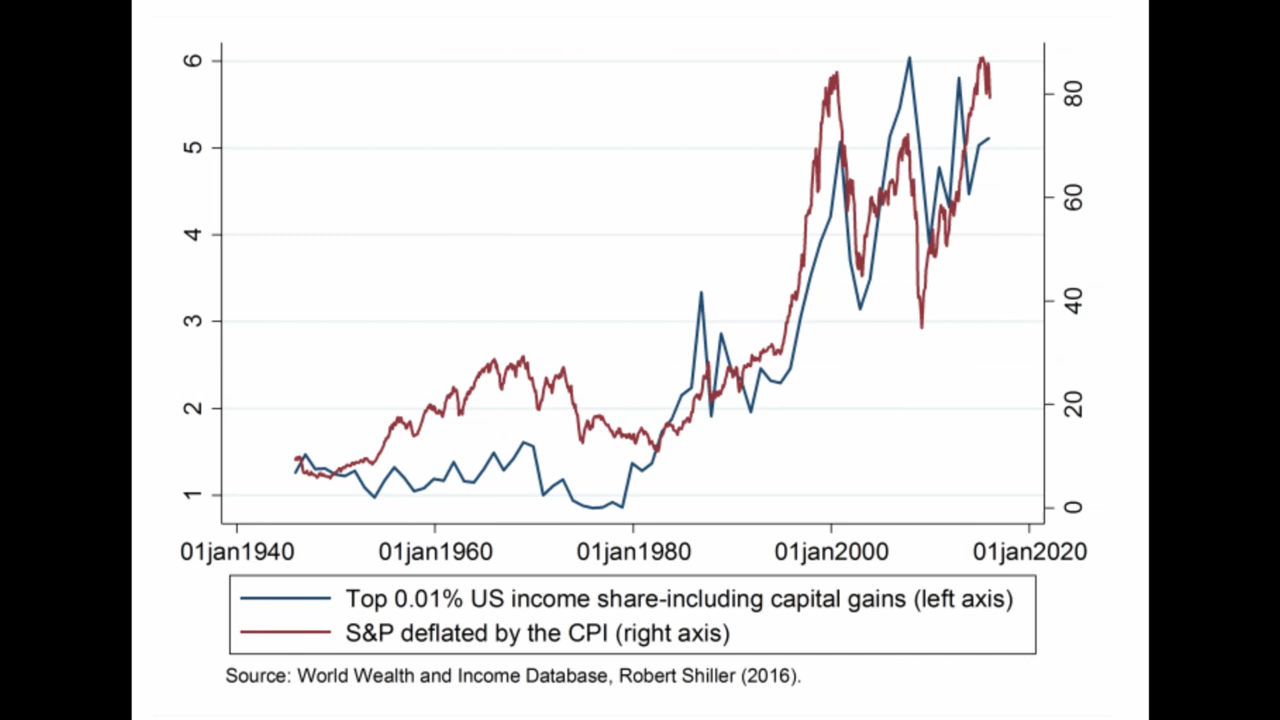 6
5
4
3
2
1
80
60
40
20
0
01jan1940 01jan1960 01jan1980 01jan2000 01jan2020
Top 0.01% US income share-including capital gains (left axis)
S&P deflated by the CPI (right axis)
Source: World Wealth and Income Database, Robert Shiller (2016).